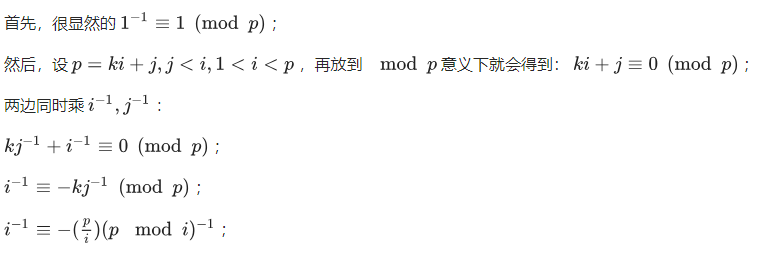 首先，很显然的 $1^{-1} \equiv 1 \pmod p$；
然后，设 $p = ki + j, j < i, 1 < i < p$，再放到 $\mod p$ 意义下就会得到：$ki + j \equiv 0 \pmod p$；
两边同时乘 $i^{-1}, j^{-1}$：
$kj^{-1} + i^{-1} \equiv 0 \pmod p$；
$i^{-1} \equiv -kj^{-1} \pmod p$；
$i^{-1} \equiv -(\frac{p}{i})(p \mod i)^{-1}$；